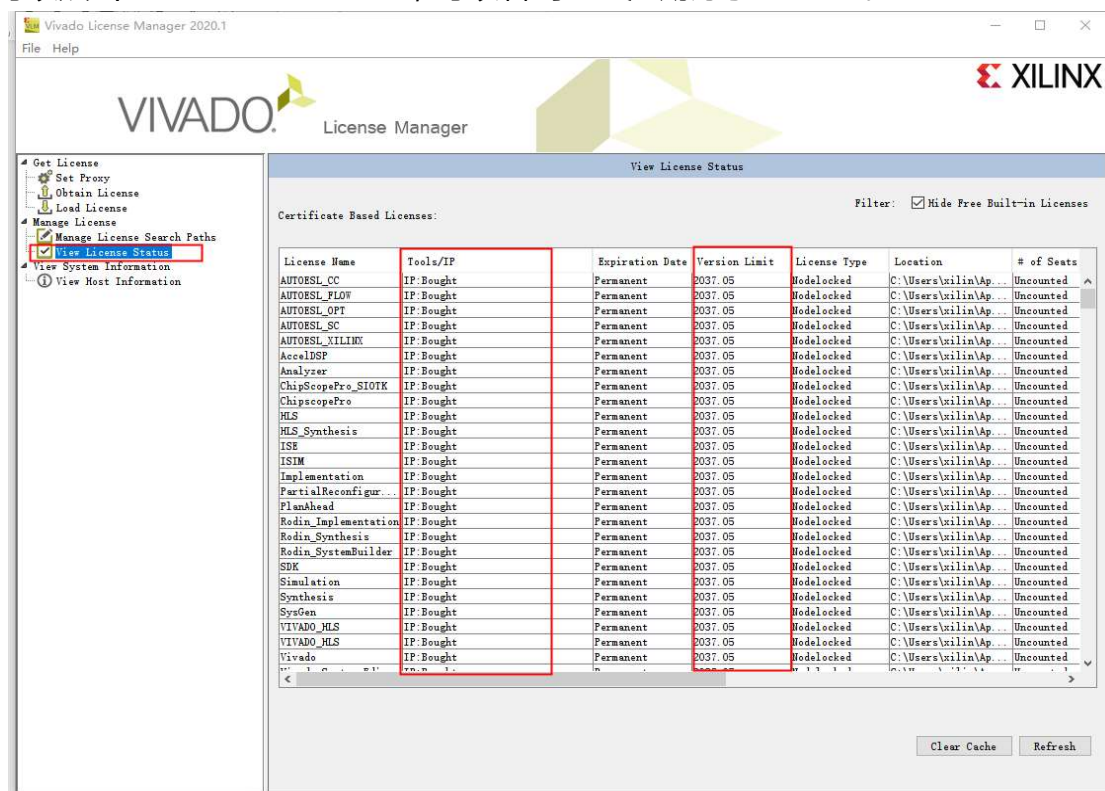 Vivado License Manager 2020.1
File Help
XILINX
VIVADO. License Manager
Get License
Set Proxy
Obtain License
Load License
Manage License
Manage License Search Paths
View License Status
View System Information
View Host Information
View License Status
Filter: Hide Free Built-in Licenses
Certificate Based Licenses:
License Name Tools/IP Expiration Date Version Limit License Type Location # of Seats
AUTOESL_CC IP:Bought Permanent 2037.05 Nodelocked C:\Users\xilin\Ap... Uncounted
AUTOESL_FLOW IP:Bought Permanent 2037.05 Nodelocked C:\Users\xilin\Ap... Uncounted
AUTOESL_OPT IP:Bought Permanent 2037.05 Nodelocked C:\Users\xilin\Ap... Uncounted
AUTOESL_SC IP:Bought Permanent 2037.05 Nodelocked C:\Users\xilin\Ap... Uncounted
AUTOESL_XILINX IP:Bought Permanent 2037.05 Nodelocked C:\Users\xilin\Ap... Uncounted
AccelDSP IP:Bought Permanent 2037.05 Nodelocked C:\Users\xilin\Ap... Uncounted
Analyzer IP:Bought Permanent 2037.05 Nodelocked C:\Users\xilin\Ap... Uncounted
ChipScopePro_SIOTK IP:Bought Permanent 2037.05 Nodelocked C:\Users\xilin\Ap... Uncounted
ChipscopePro IP:Bought Permanent 2037.05 Nodelocked C:\Users\xilin\Ap... Uncounted
HLS IP:Bought Permanent 2037.05 Nodelocked C:\Users\xilin\Ap... Uncounted
HLS_Synthesis IP:Bought Permanent 2037.05 Nodelocked C:\Users\xilin\Ap... Uncounted
ISE IP:Bought Permanent 2037.05 Nodelocked C:\Users\xilin\Ap... Uncounted
ISIM IP:Bought Permanent 2037.05 Nodelocked C:\Users\xilin\Ap... Uncounted
Implementation IP:Bought Permanent 2037.05 Nodelocked C:\Users\xilin\Ap... Uncounted
PartialReconfigur... IP:Bought Permanent 2037.05 Nodelocked C:\Users\xilin\Ap... Uncounted
PlanAhead IP:Bought Permanent 2037.05 Nodelocked C:\Users\xilin\Ap... Uncounted
Rodin_Implementation IP:Bought Permanent 2037.05 Nodelocked C:\Users\xilin\Ap... Uncounted
Rodin_Synthesis IP:Bought Permanent 2037.05 Nodelocked C:\Users\xilin\Ap... Uncounted
Rodin_SystemBuilder IP:Bought Permanent 2037.05 Nodelocked C:\Users\xilin\Ap... Uncounted
SDK IP:Bought Permanent 2037.05 Nodelocked C:\Users\xilin\Ap... Uncounted
Simulation IP:Bought Permanent 2037.05 Nodelocked C:\Users\xilin\Ap... Uncounted
Synthesis IP:Bought Permanent 2037.05 Nodelocked C:\Users\xilin\Ap... Uncounted
SysGen IP:Bought Permanent 2037.05 Nodelocked C:\Users\xilin\Ap... Uncounted
VIVADO_HLS IP:Bought Permanent 2037.05 Nodelocked C:\Users\xilin\Ap... Uncounted
VIVADO_HLS IP:Bought Permanent 2037.05 Nodelocked C:\Users\xilin\Ap... Uncounted
Vivado IP:Bought Permanent 2037.05 Nodelocked C:\Users\xilin\Ap... Uncounted
Clear Cache Refresh